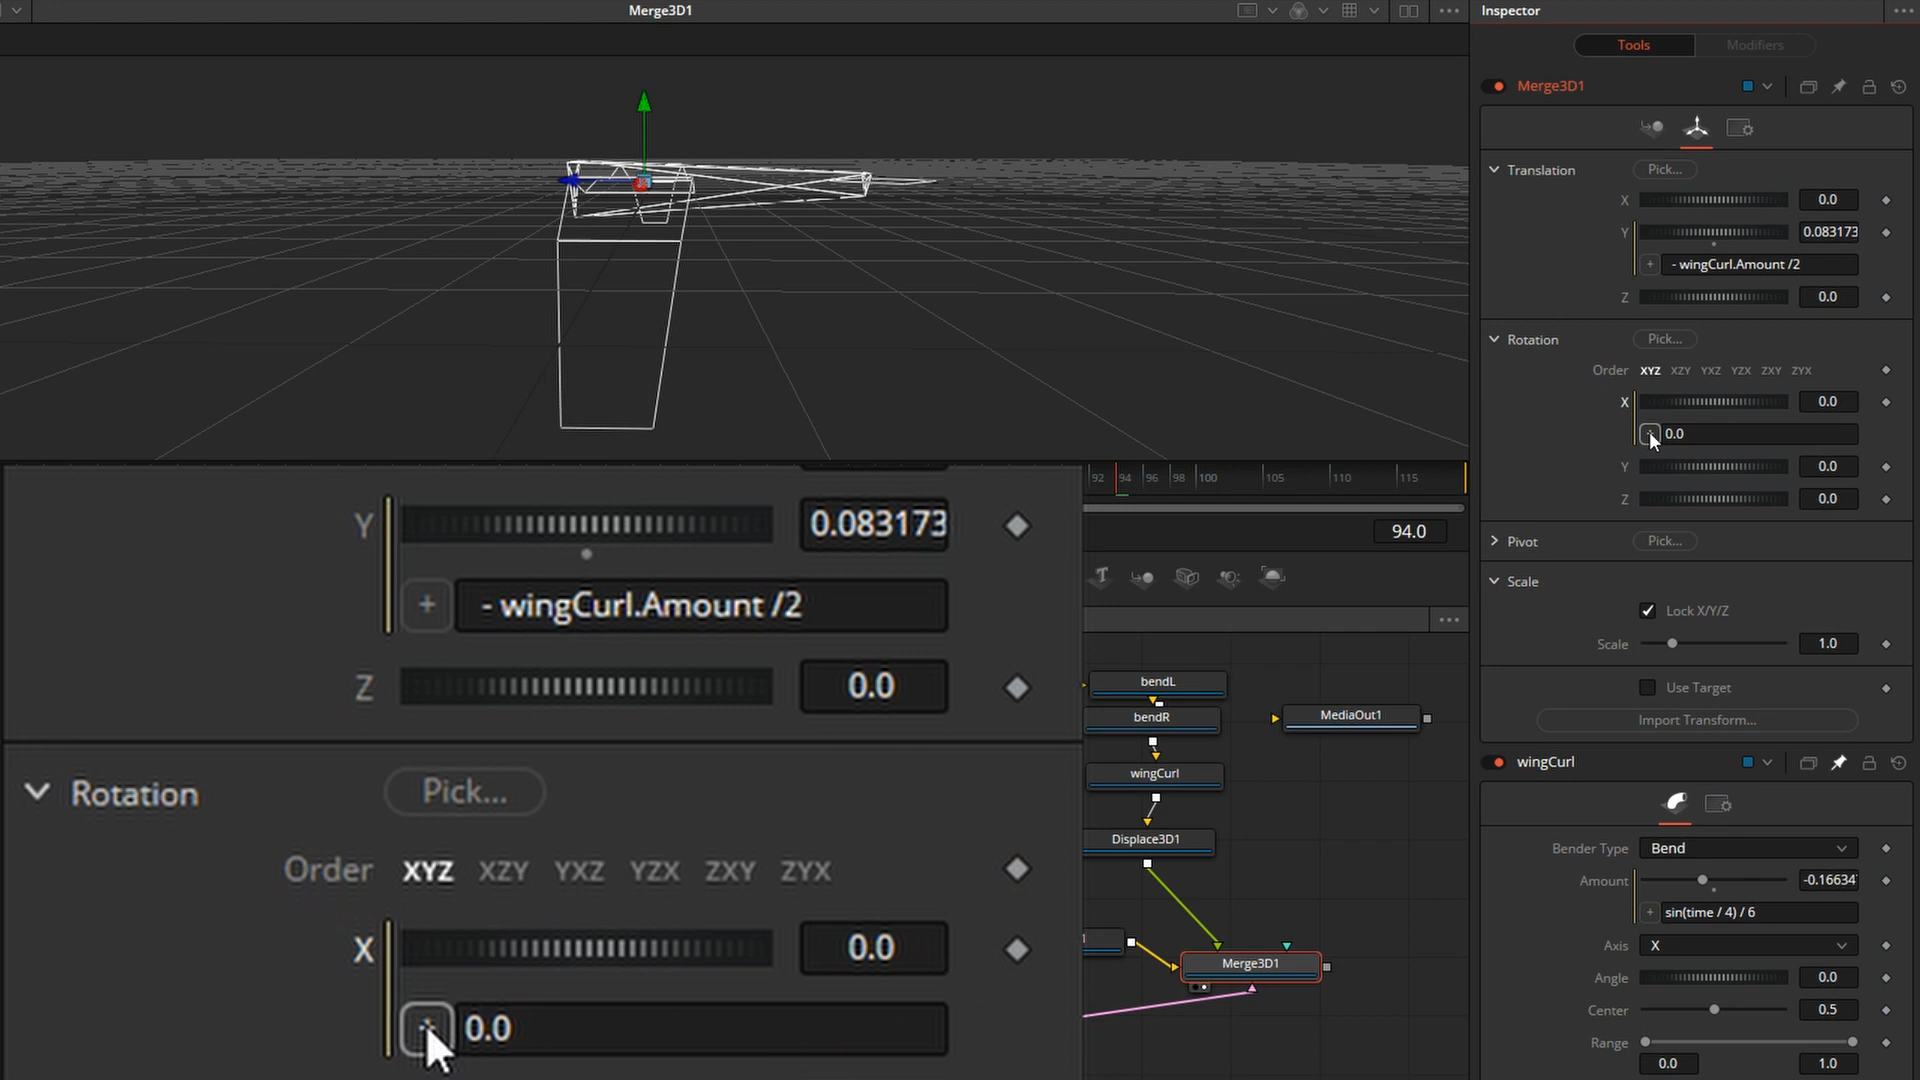 Merge3D1
Inspector
Tools
Modifiers
Merge3D1
Translation
Pick...
X
0.0
Y
0.083173
+
- wingCurl.Amount /2
Z
0.0
Rotation
Pick...
Order
XYZ XZY YXZ YZX ZXY ZYX
X
0.0
0.0
Y
0.0
Z
0.0
Pivot
Pick...
Scale
Lock X/Y/Z
Scale
1.0
Use Target
Import Transform...
wingCurl
Bender Type
Bend
Amount
-0.16634
+
sin(time / 4) / 6
Axis
X
Angle
0.0
Center
0.5
Range
0.0
1.0
Y
0.083173
+
- wingCurl.Amount /2
Z
0.0
Rotation
Pick...
Order
XYZ XZY YXZ YZX ZXY ZYX
X
0.0
0.0
92 94 96 98 100 105 110 115
94.0
bendL
bendR
wingCurl
Displace3D1
Merge3D1
MediaOut1